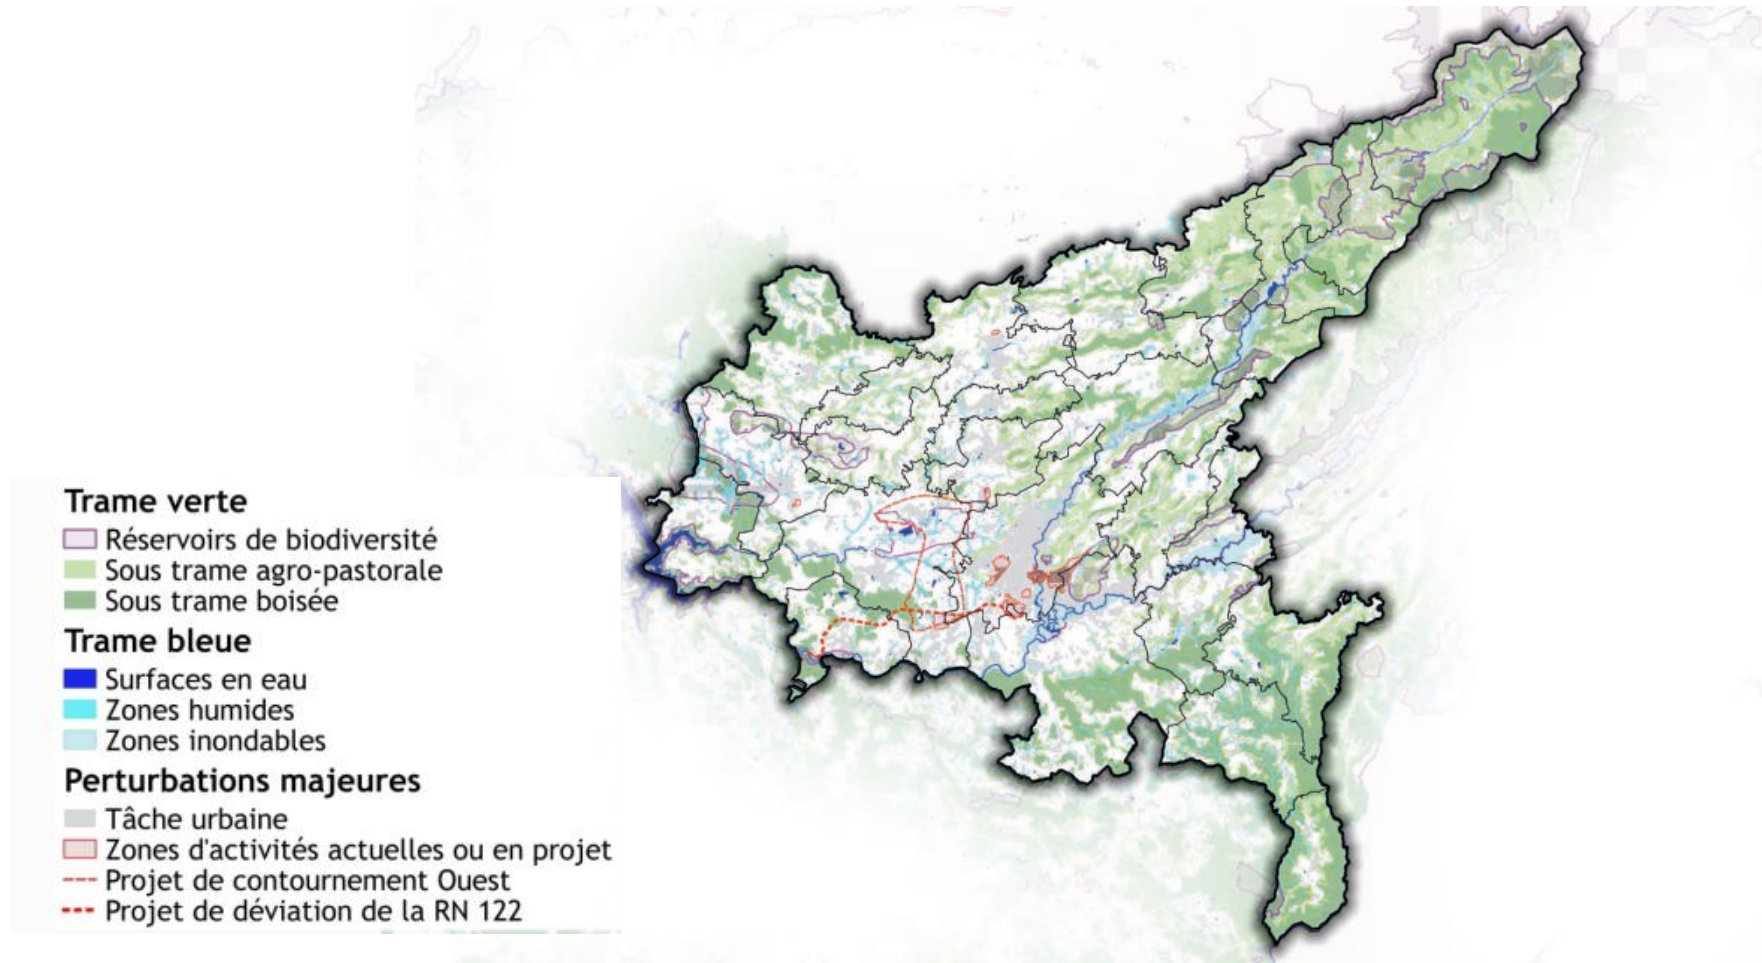 Trame verte
Réservoirs de biodiversité
Sous trame agro-pastorale
Sous trame boisée
Trame bleue
Surfaces en eau
Zones humides
Zones inondables
Perturbations majeures
Tâche urbaine
Zones d'activités actuelles ou en projet
Projet de contournement Ouest
Projet de déviation de la RN 122